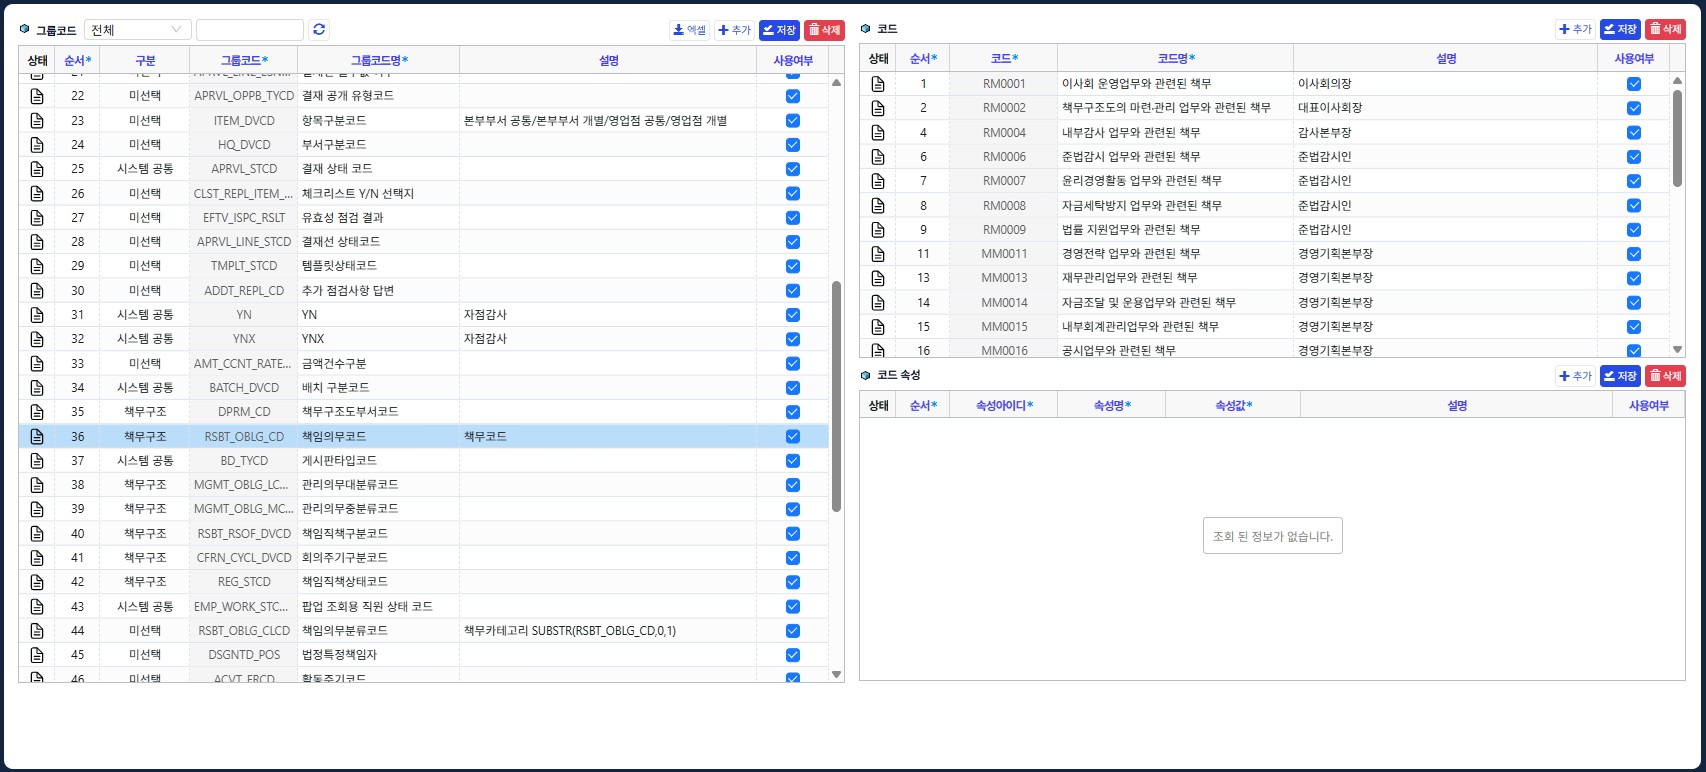 그룹코드 전체 엑셀 추가 저장 삭제
상태 순서* 구분 그룹코드* 그룹코드명* 설명 사용여부
22 미선택 APRVL_OPPB_TYCD 결재 공개 유형코드
23 미선택 ITEM_DVCD 항목구분코드 본부부서 공통/본부부서 개별/영업점 공통/영업점 개별
24 미선택 HQ_DVCD 부서구분코드
25 시스템 공통 APRVL_STCD 결재 상태 코드
26 미선택 CLST_REPL_ITEM_... 체크리스트 Y/N 선택지
27 미선택 EFTV_ISPC_RSLT 유효성 점검 결과
28 미선택 APRVL_LINE_STCD 결재선 상태코드
29 미선택 TMPLT_STCD 템플릿상태코드
30 미선택 ADDT_REPL_CD 추가 점검사항 답변
31 시스템 공통 YN YN 자점감사
32 시스템 공통 YNX YNX 자점감사
33 미선택 AMT_CCNT_RATE... 금액건수구분
34 시스템 공통 BATCH_DVCD 배치 구분코드
35 책무구조 DPRM_CD 책무구조도부서코드
36 책무구조 RSBT_OBLG_CD 책임의무코드 책무코드
37 시스템 공통 BD_TYCD 게시판타입코드
38 책무구조 MGMT_OBLG_LC... 관리의무대분류코드
39 책무구조 MGMT_OBLG_MC... 관리의무중분류코드
40 책무구조 RSBT_RSOF_DVCD 책임직책구분코드
41 책무구조 CFRN_CYCL_DVCD 회의주기구분코드
42 책무구조 REG_STCD 책임직책상태코드
43 시스템 공통 EMP_WORK_STC... 팝업 조회용 직원 상태 코드
44 미선택 RSBT_OBLG_CLCD 책임의무분류코드 책무카테고리 SUBSTR(RSBT_OBLG_CD,0,1)
45 미선택 DSGNTD_POS 법정특정책임자
46 미선택 ACVT_FRCD 활동주기코드
코드 추가 저장 삭제
상태 순서* 코드* 코드명* 설명 사용여부
1 RM0001 이사회 운영업무와 관련된 책무 이사회의장
2 RM0002 책무구조도의 마련.관리 업무와 관련된 책무 대표이사회장
4 RM0004 내부감사 업무와 관련된 책무 감사본부장
6 RM0006 준법감시 업무와 관련된 책무 준법감시인
7 RM0007 윤리경영활동 업무와 관련된 책무 준법감시인
8 RM0008 자금세탁방지 업무와 관련된 책무 준법감시인
9 RM0009 법률 지원업무와 관련된 책무 준법감시인
11 MM0011 경영전략 업무와 관련된 책무 경영기획본부장
13 MM0013 재무관리업무와 관련된 책무 경영기획본부장
14 MM0014 자금조달 및 운용업무와 관련된 책무 경영기획본부장
15 MM0015 내부회계관리업무와 관련된 책무 경영기획본부장
16 MM0016 공시업무와 관련된 책무 경영기획본부장
코드 속성 추가 저장 삭제
상태 순서* 속성아이디* 속성명* 속성값* 설명 사용여부
조회 된 정보가 없습니다.